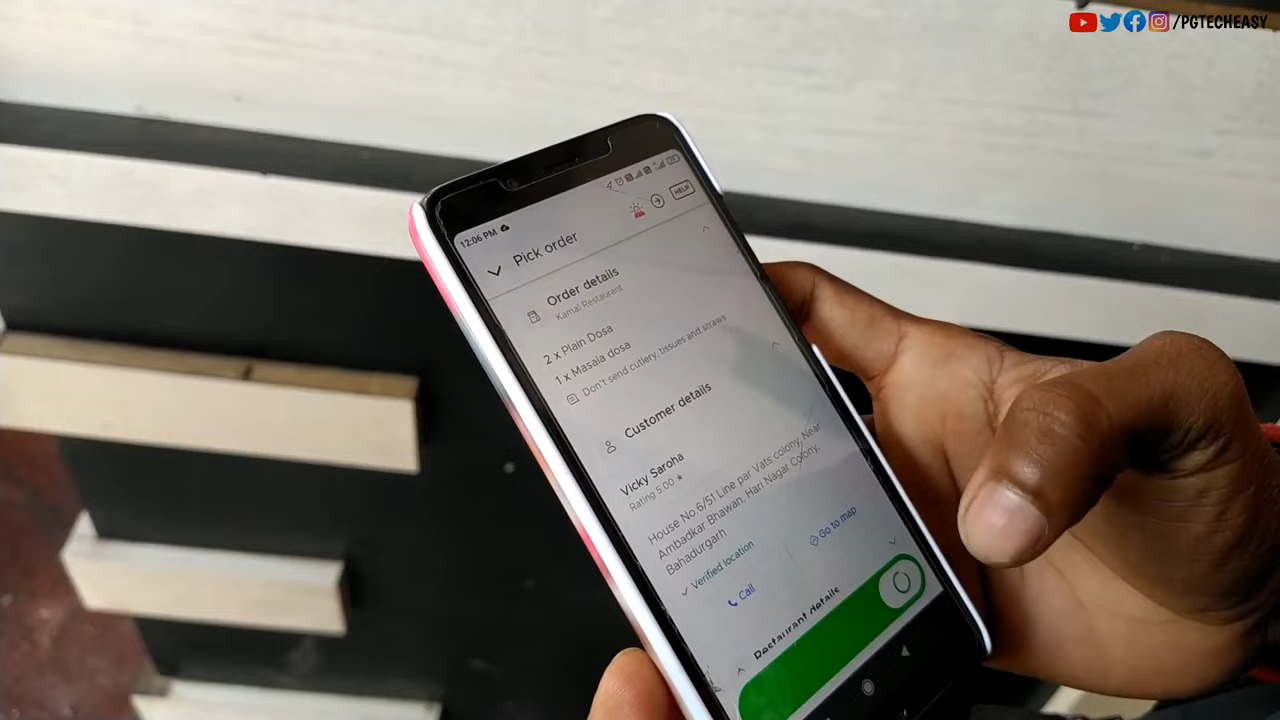 /PGTECHEASY
12:06 PM
HELP
Pick order
Order details
Kamal Restaurant
2 x Plain Dosa
1 x Masala dosa
Don't send cutlery, tissues and straws
Customer details
Vicky Saroha
Rating 5.00 ★
House No.6/51 Line par Vats colony, Near
Ambadkar Bhawan, Hari Nagar Colony,
Bahadurgarh
✓ Verified location
Go to map
Call
Restaurant details